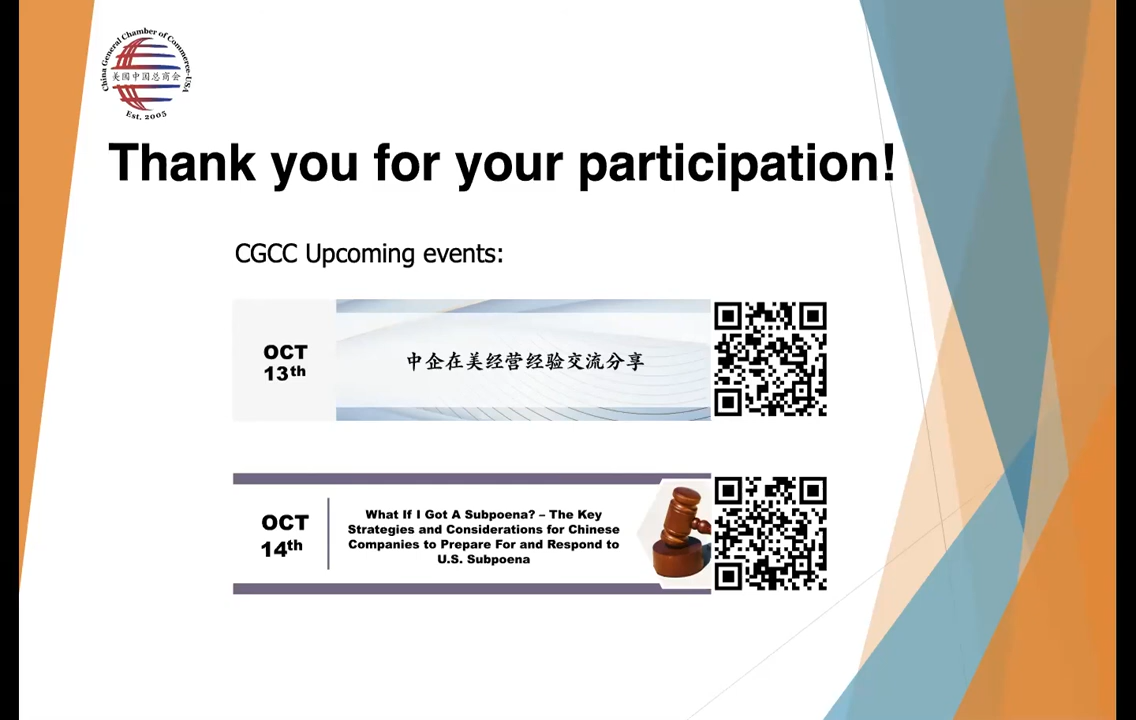 China General Chamber of Commerce-USA
美国中国总商会
Est. 2005
Thank you for your participation!
CGCC Upcoming events:
OCT
13th
中企在美经营经验交流分享
OCT
14th
What If I Got A Subpoena? – The Key
Strategies and Considerations for Chinese
Companies to Prepare For and Respond to
U.S. Subpoena